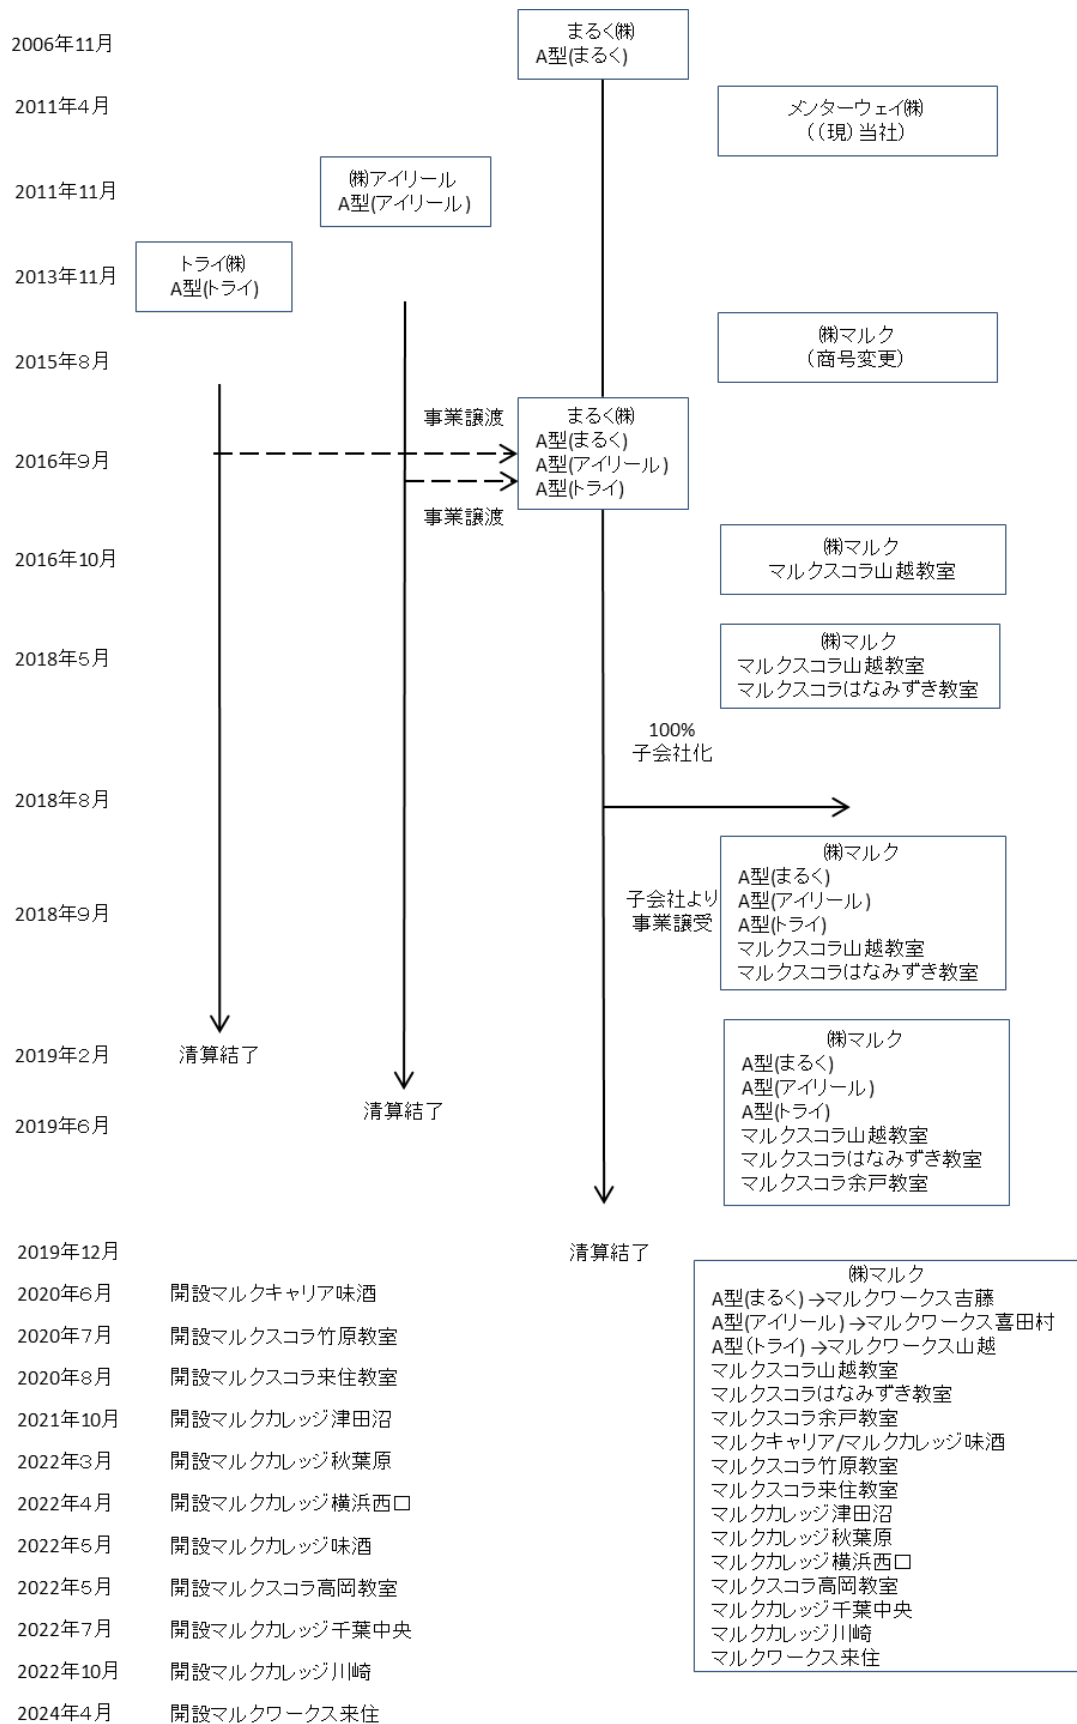 2006年11月
まるく㈱
A型(まるく)
2011年4月
メンターウェイ㈱
((現)当社)
2011年11月
㈱アイリール
A型(アイリール)
2013年11月
トライ㈱
A型(トライ)
2015年8月
㈱マルク
(商号変更)
2016年9月
事業譲渡
事業譲渡
まるく㈱
A型(まるく)
A型(アイリール)
A型(トライ)
2016年10月
㈱マルク
マルクスコラ山越教室
2018年5月
㈱マルク
マルクスコラ山越教室
マルクスコラはなみずき教室
100%
子会社化
2018年8月
2018年9月
子会社より
事業譲受
㈱マルク
A型(まるく)
A型(アイリール)
A型(トライ)
マルクスコラ山越教室
マルクスコラはなみずき教室
2019年2月
清算結了
㈱マルク
A型(まるく)
A型(アイリール)
A型(トライ)
マルクスコラ山越教室
マルクスコラはなみずき教室
マルクスコラ余戸教室
2019年6月
清算結了
2019年12月
清算結了
2020年6月 開設マルクキャリア味酒
2020年7月 開設マルクスコラ竹原教室
2020年8月 開設マルクスコラ来住教室
2021年10月 開設マルクカレッジ津田沼
2022年3月 開設マルクカレッジ秋葉原
2022年4月 開設マルクカレッジ横浜西口
2022年5月 開設マルクカレッジ味酒
2022年5月 開設マルクスコラ高岡教室
2022年7月 開設マルクカレッジ千葉中央
2022年10月 開設マルクカレッジ川崎
2024年4月 開設マルクワークス来住
㈱マルク
A型(まるく)→マルクワークス吉藤
A型(アイリール)→マルクワークス喜田村
A型(トライ)→マルクワークス山越
マルクスコラ山越教室
マルクスコラはなみずき教室
マルクスコラ余戸教室
マルクキャリア/マルクカレッジ味酒
マルクスコラ竹原教室
マルクスコラ来住教室
マルクカレッジ津田沼
マルクカレッジ秋葉原
マルクカレッジ横浜西口
マルクスコラ高岡教室
マルクカレッジ千葉中央
マルクカレッジ川崎
マルクワークス来住